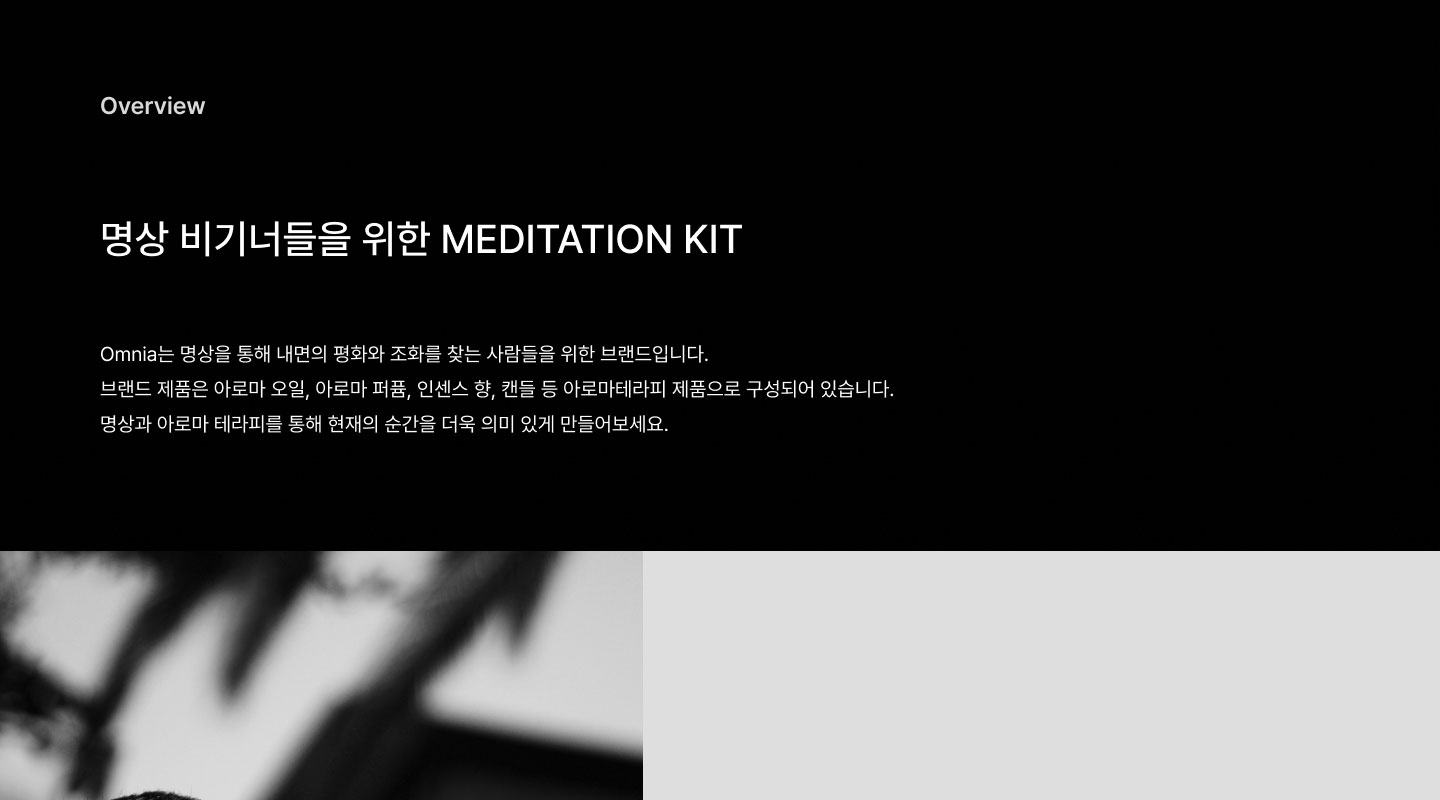 Overview
명상 비기너들을 위한 MEDITATION KIT
Omnia는 명상을 통해 내면의 평화와 조화를 찾는 사람들을 위한 브랜드입니다.
브랜드 제품은 아로마 오일, 아로마 퍼퓸, 인센스 향, 캔들 등 아로마테라피 제품으로 구성되어 있습니다.
명상과 아로마 테라피를 통해 현재의 순간을 더욱 의미 있게 만들어보세요.